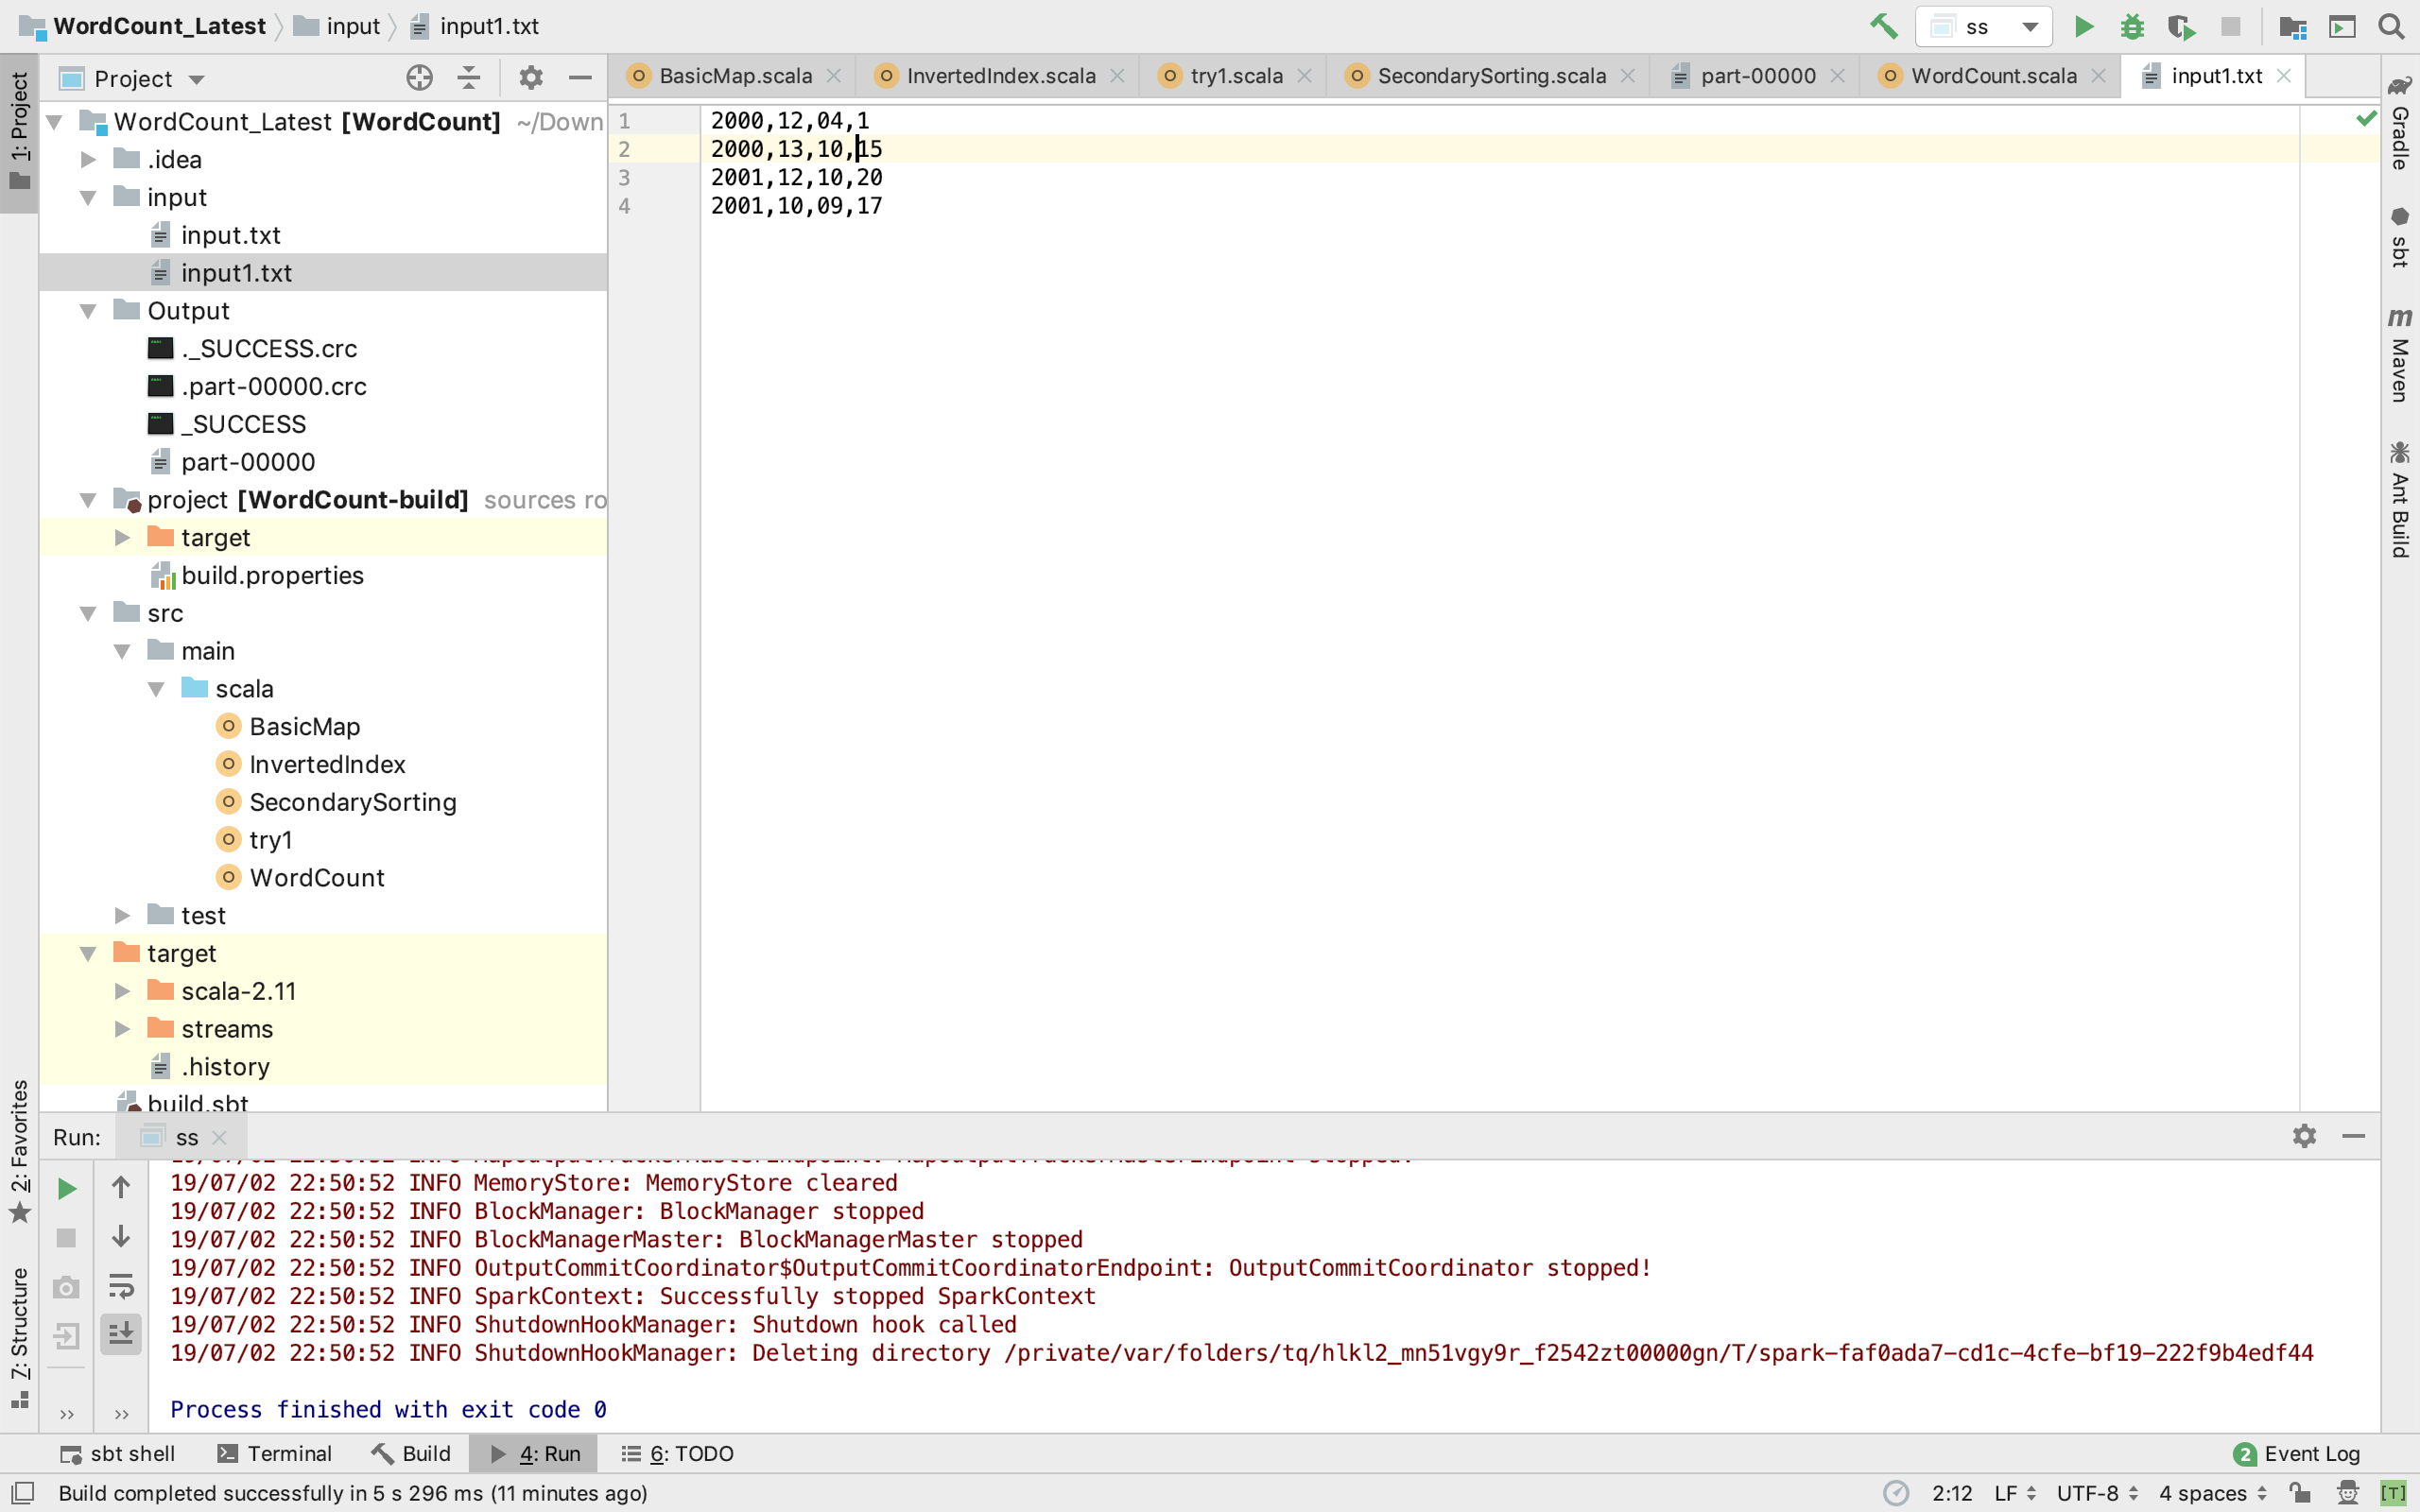 WordCount_Latest input input1.txt
ss
Project
BasicMap.scala InvertedIndex.scala try1.scala SecondarySorting.scala part-00000 WordCount.scala input1.txt
1: Project
WordCount_Latest [WordCount] ~/Down
.idea
input
input.txt
input1.txt
Output
._SUCCESS.crc
.part-00000.crc
_SUCCESS
part-00000
project [WordCount-build] sources ro
target
build.properties
src
main
scala
BasicMap
InvertedIndex
SecondarySorting
try1
WordCount
test
target
scala-2.11
streams
.history
build.sbt
1 2000,12,04,1
2 2000,13,10,15
3 2001,12,10,20
4 2001,10,09,17
Gradle
sbt
m Maven
Ant Build
2: Favorites
Z: Structure
Run: ss
19/07/02 22:50:52 INFO MapOutputTrackerMasterEndpoint: MapOutputTrackerMasterEndpoint stopped!
19/07/02 22:50:52 INFO MemoryStore: MemoryStore cleared
19/07/02 22:50:52 INFO BlockManager: BlockManager stopped
19/07/02 22:50:52 INFO BlockManagerMaster: BlockManagerMaster stopped
19/07/02 22:50:52 INFO OutputCommitCoordinator$OutputCommitCoordinatorEndpoint: OutputCommitCoordinator stopped!
19/07/02 22:50:52 INFO SparkContext: Successfully stopped SparkContext
19/07/02 22:50:52 INFO ShutdownHookManager: Shutdown hook called
19/07/02 22:50:52 INFO ShutdownHookManager: Deleting directory /private/var/folders/tq/hlkl2_mn51vgy9r_f2542zt00000gn/T/spark-faf0ada7-cd1c-4cfe-bf19-222f9b4edf44
Process finished with exit code 0
sbt shell Terminal Build 4: Run 6: TODO 2 Event Log
Build completed successfully in 5 s 296 ms (11 minutes ago) 2:12 LF UTF-8 4 spaces [T]